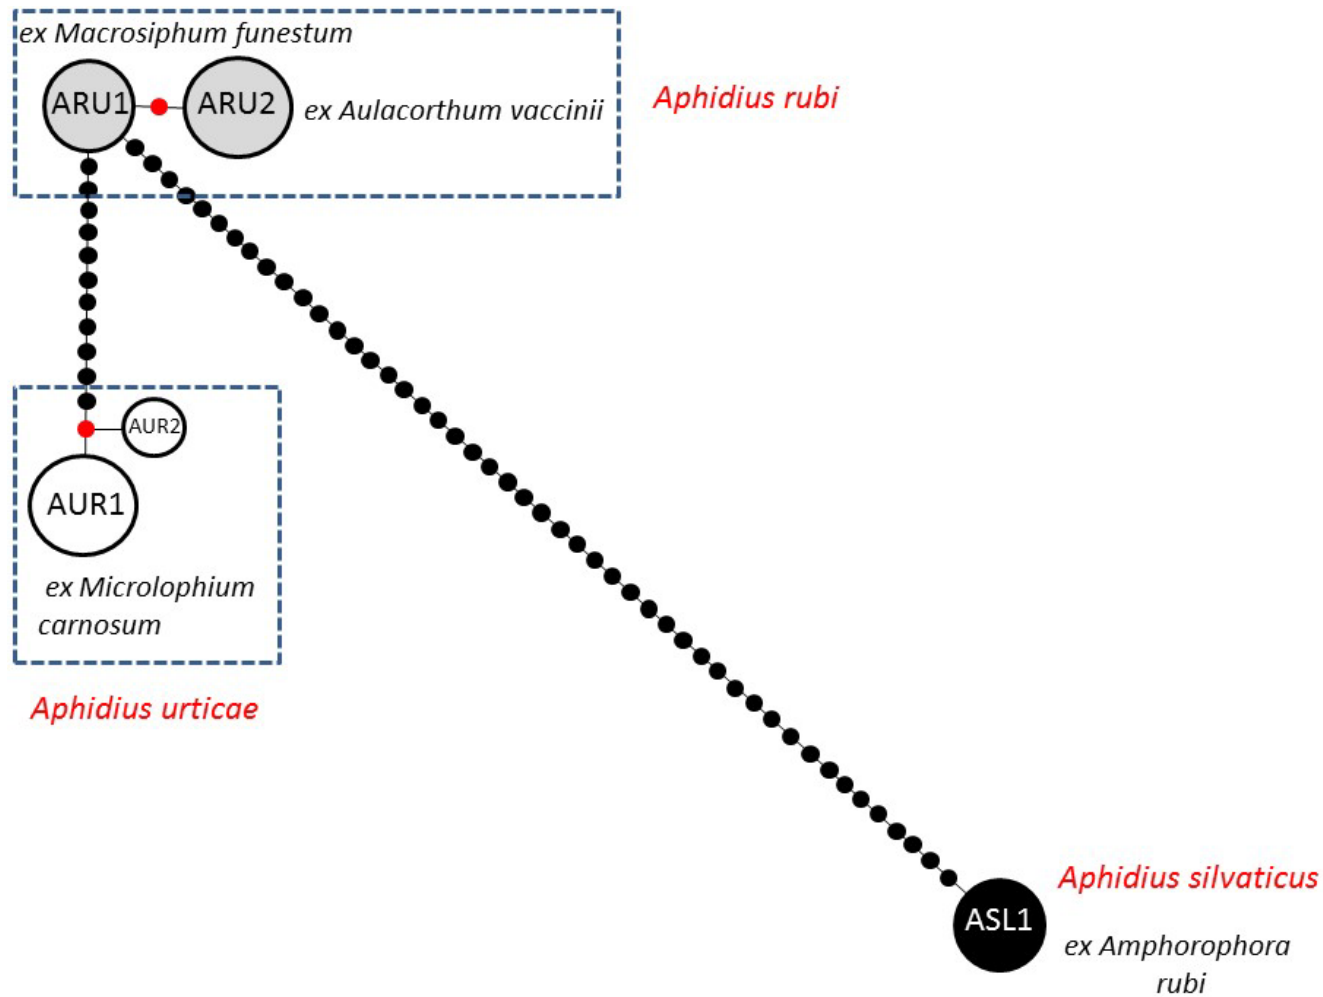 ex Macrosiphum funestum
ARU1
ARU2
ex Aulacorthum vaccinii
Aphidius rubi
AUR2
AUR1
ex Microlophium
carnosum
Aphidius urticae
Aphidius silvaticus
ASL1
ex Amphorophora
rubi